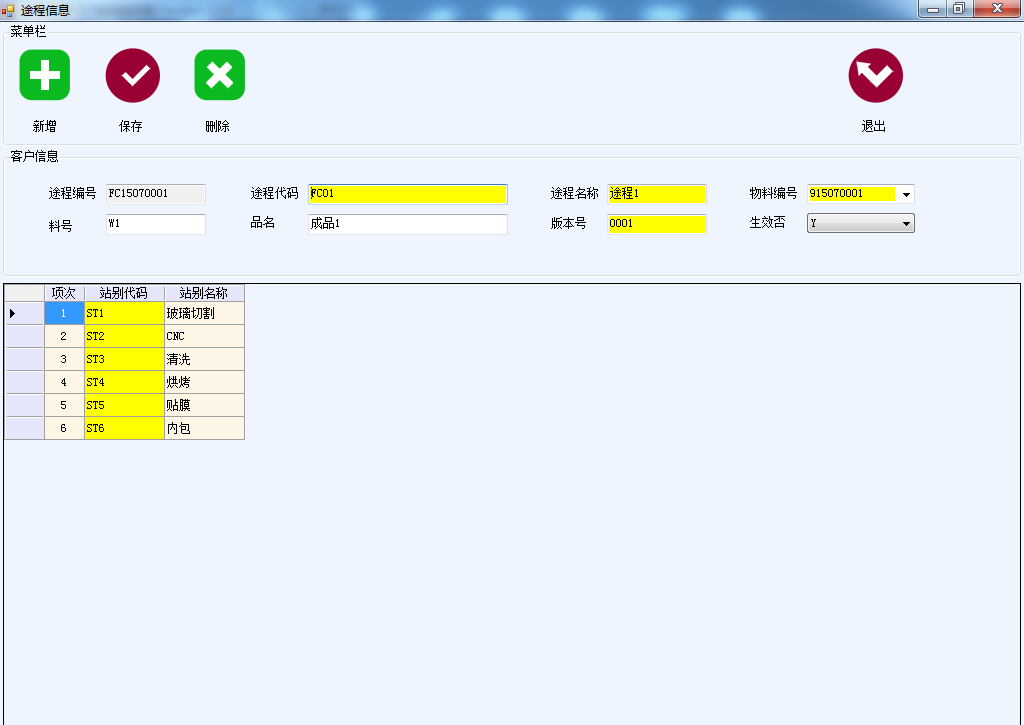 途程信息
菜单栏
新增 保存 删除 退出
客户信息
途程编号 FC15070001 途程代码 FC01 途程名称 途程1 物料编号 915070001
料号 W1 品名 成品1 版本号 0001 生效否 Y
项次 站别代码 站别名称
1 ST1 玻璃切割
2 ST2 CNC
3 ST3 清洗
4 ST4 烘烤
5 ST5 贴膜
6 ST6 内包